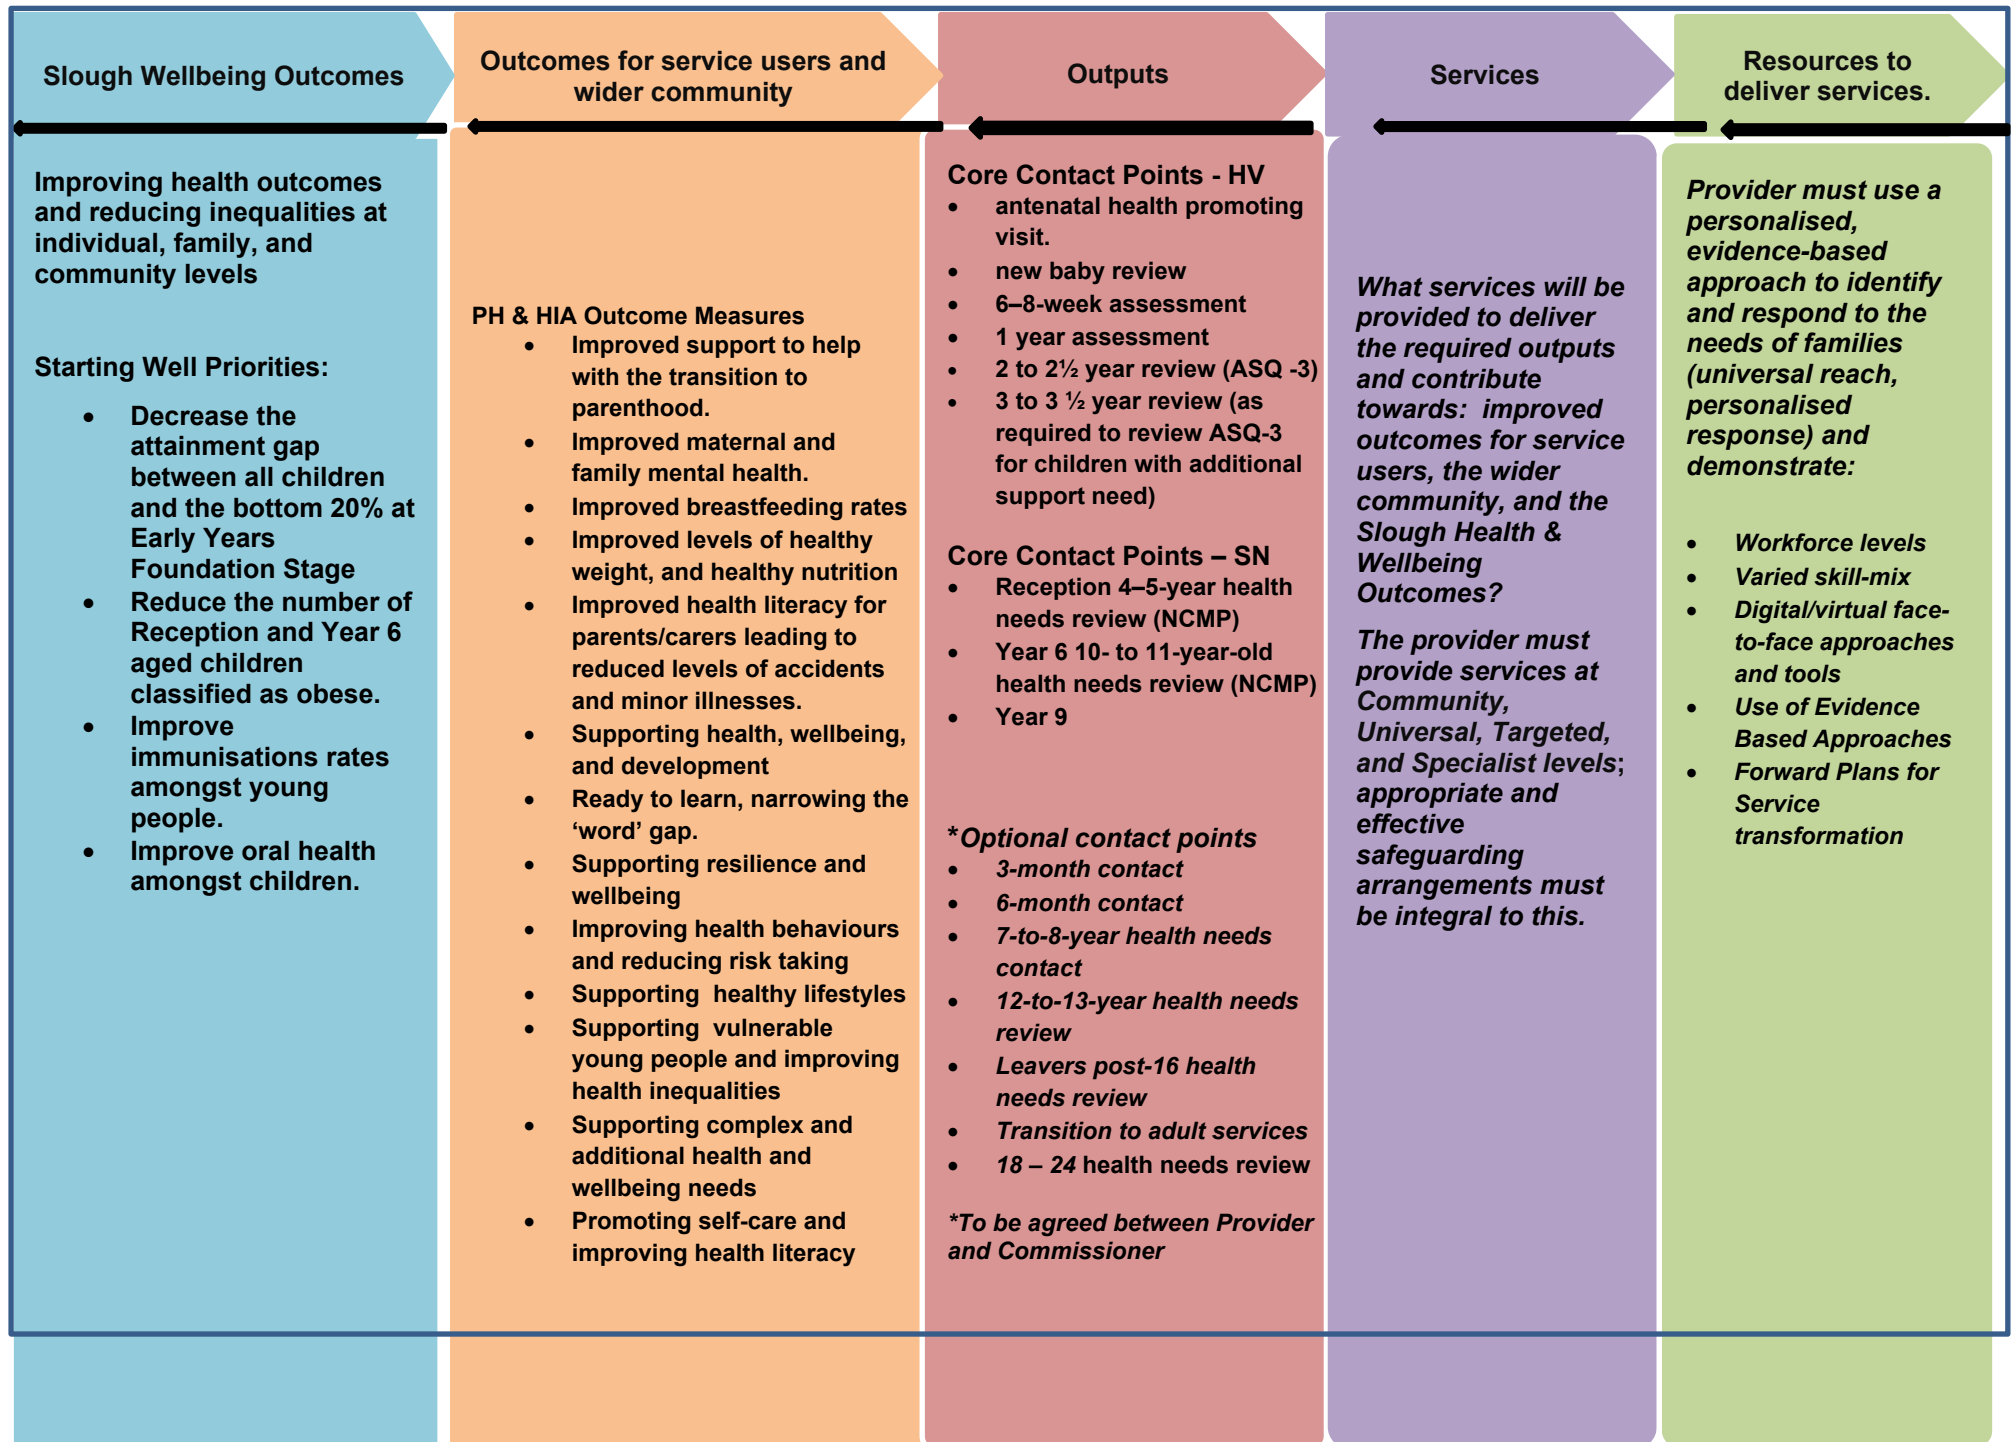 Slough Wellbeing Outcomes
Improving health outcomes
and reducing inequalities at
individual, family, and
community levels
Starting Well Priorities:
• Decrease the
attainment gap
between all children
and the bottom 20% at
Early Years
Foundation Stage
• Reduce the number of
Reception and Year 6
aged children
classified as obese.
• Improve
immunisations rates
amongst young
people.
• Improve oral health
amongst children.
Outcomes for service users and
wider community
PH & HIA Outcome Measures
• Improved support to help
with the transition to
parenthood.
• Improved maternal and
family mental health.
• Improved breastfeeding rates
• Improved levels of healthy
weight, and healthy nutrition
• Improved health literacy for
parents/carers leading to
reduced levels of accidents
and minor illnesses.
• Supporting health, wellbeing,
and development
• Ready to learn, narrowing the
‘word’ gap.
• Supporting resilience and
wellbeing
• Improving health behaviours
and reducing risk taking
• Supporting healthy lifestyles
• Supporting vulnerable
young people and improving
health inequalities
• Supporting complex and
additional health and
wellbeing needs
• Promoting self-care and
improving health literacy
Outputs
Core Contact Points - HV
• antenatal health promoting
visit.
• new baby review
• 6–8-week assessment
• 1 year assessment
• 2 to 2½ year review (ASQ -3)
• 3 to 3 ½ year review (as
required to review ASQ-3
for children with additional
support need)
Core Contact Points – SN
• Reception 4–5-year health
needs review (NCMP)
• Year 6 10- to 11-year-old
health needs review (NCMP)
• Year 9
*Optional contact points
• 3-month contact
• 6-month contact
• 7-to-8-year health needs
contact
• 12-to-13-year health needs
review
• Leavers post-16 health
needs review
• Transition to adult services
• 18 – 24 health needs review
*To be agreed between Provider
and Commissioner
Services
What services will be
provided to deliver
the required outputs
and contribute
towards: improved
outcomes for service
users, the wider
community, and the
Slough Health &
Wellbeing
Outcomes?
The provider must
provide services at
Community,
Universal, Targeted,
and Specialist levels;
appropriate and
effective
safeguarding
arrangements must
be integral to this.
Resources to
deliver services.
Provider must use a
personalised,
evidence-based
approach to identify
and respond to the
needs of families
(universal reach,
personalised
response) and
demonstrate:
• Workforce levels
• Varied skill-mix
• Digital/virtual face-
to-face approaches
and tools
• Use of Evidence
Based Approaches
• Forward Plans for
Service
transformation